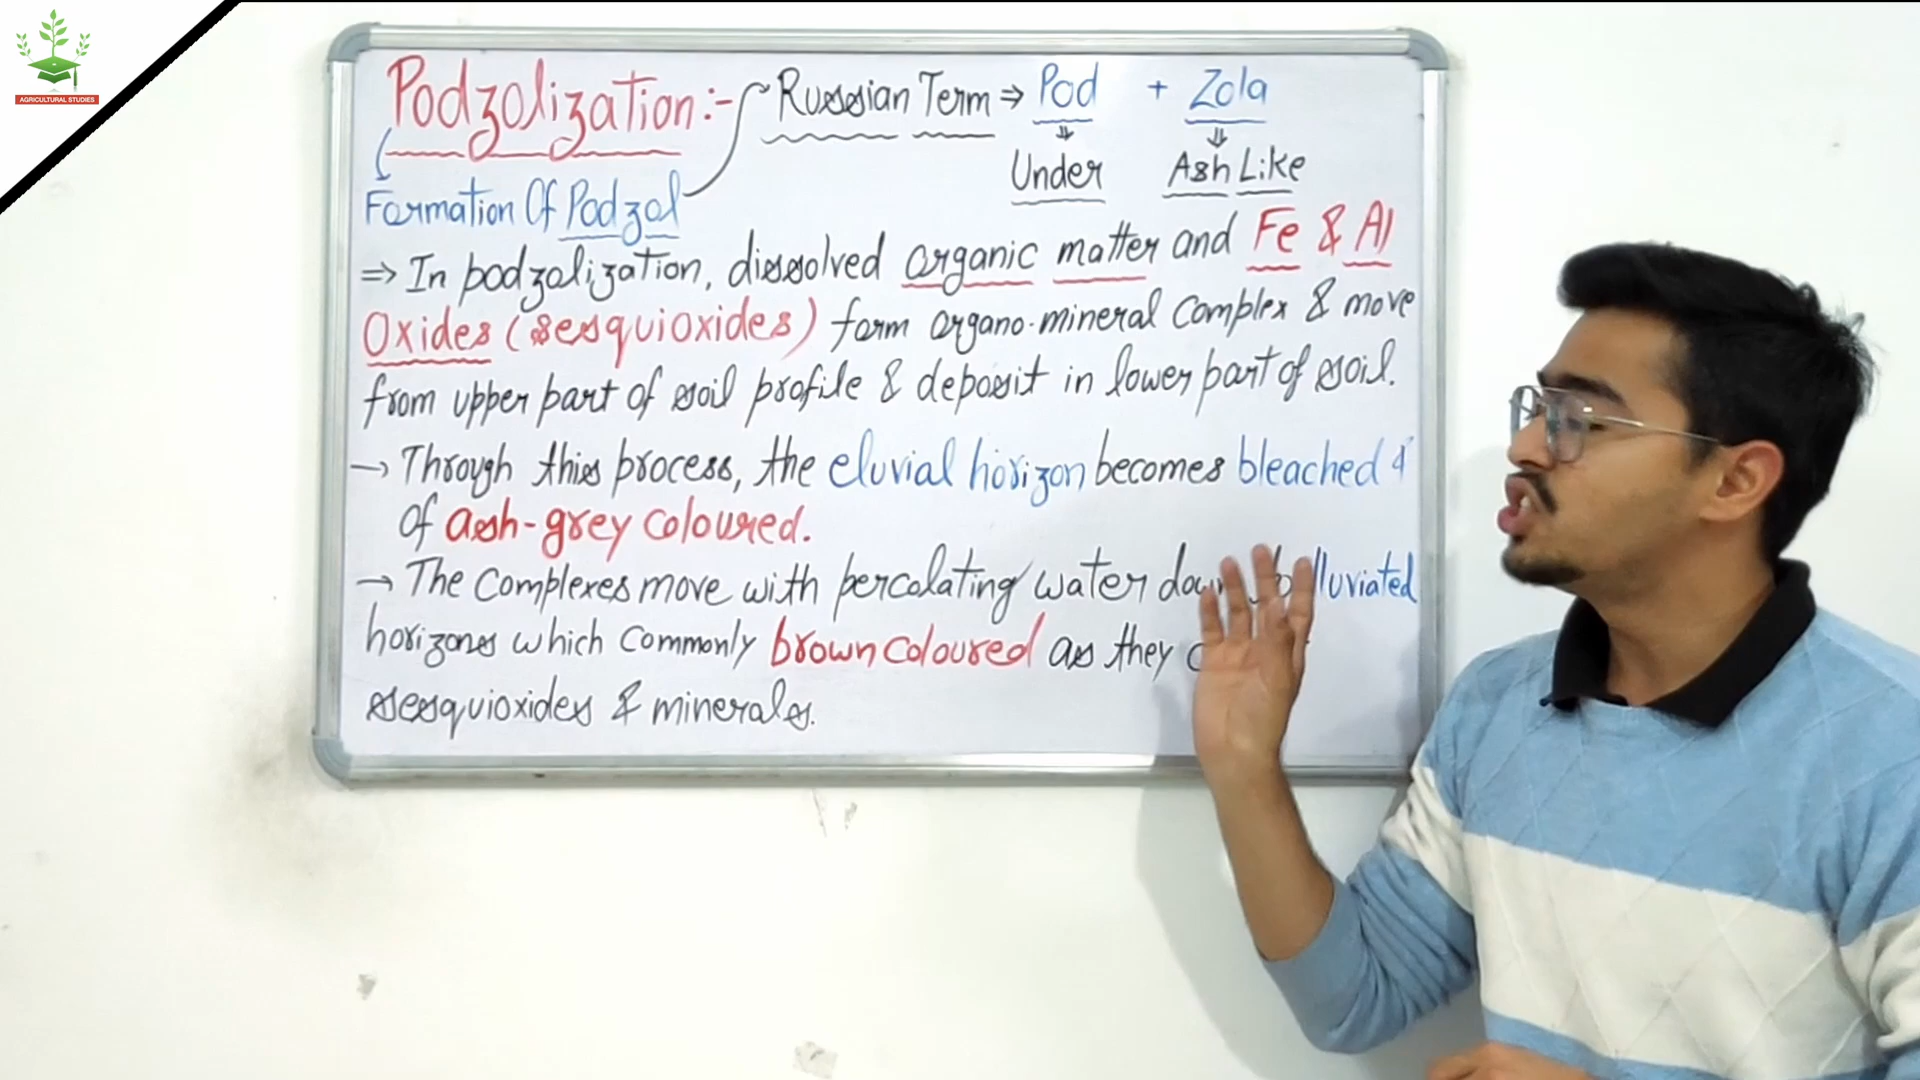 AGRICULTURAL STUDIES
Podzolization:- Russian Term ⇒ Pod + Zola
Under Ash Like
Formation Of Podzol
⇒ In podzolization, dissolved organic matter and Fe & Al
Oxides (sesquioxides) form organo-mineral complex & move
from upper part of soil profile & deposit in lower part of soil.
→ Through this process, the eluvial horizon becomes bleached &
of ash-grey coloured.
→ The complexes move with percolating water down lluviated
horizons which commonly brown coloured as they
sesquioxides & minerals.